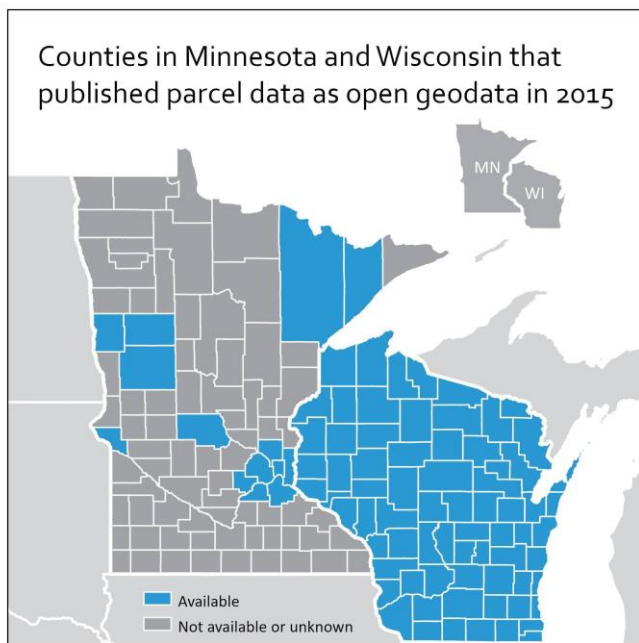 Counties in Minnesota and Wisconsin that
published parcel data as open geodata in 2015
MN
WI
Available
Not available or unknown